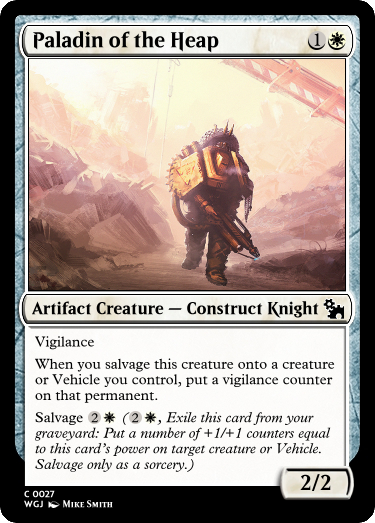 Paladin of the Heap 1
Artifact Creature — Construct Knight
Vigilance
When you salvage this creature onto a creature
or Vehicle you control, put a vigilance counter
on that permanent.
Salvage 2 ( 2 , Exile this card from your
graveyard: Put a number of +1/+1 counters equal
to this card's power on target creature or Vehicle.
Salvage only as a sorcery.)
2/2
C 0027
WGJ Mike Smith